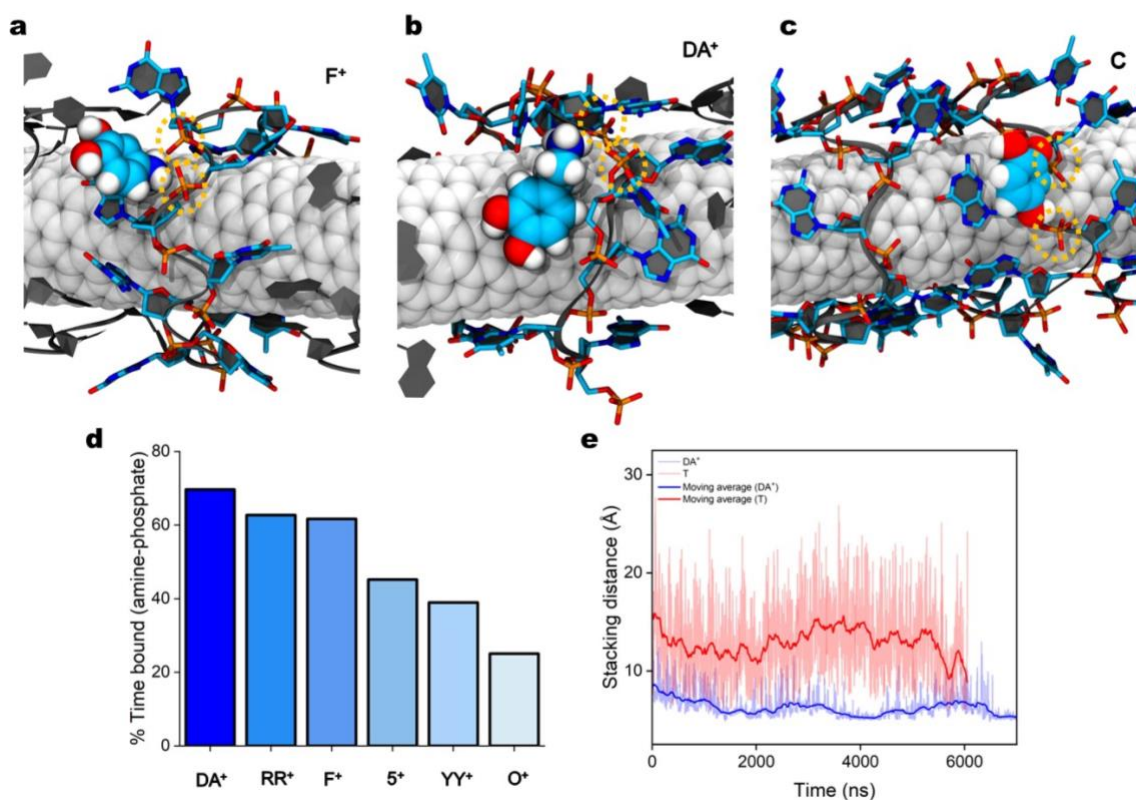 a
F⁺
b
DA⁺
c
C
d
% Time bound (amine-phosphate)
80
60
40
20
0
DA⁺ RR⁺ F⁺ 5⁺ YY⁺ O⁺
e
Stacking distance (Å)
DA⁺
T
Moving average (DA⁺)
Moving average (T)
30
20
10
0 2000 4000 6000
Time (ns)